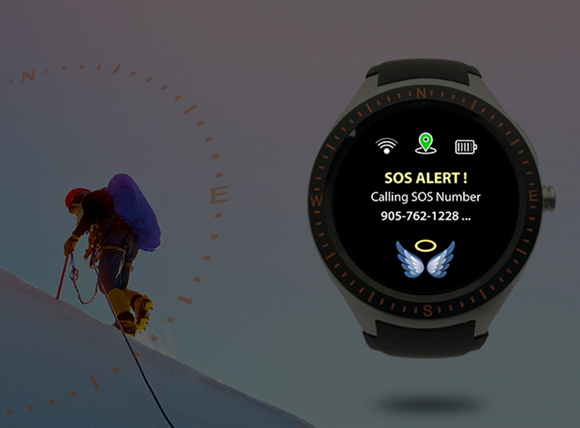 N
E
N
W
E
S
SOS ALERT !
Calling SOS Number
905-762-1228 ...